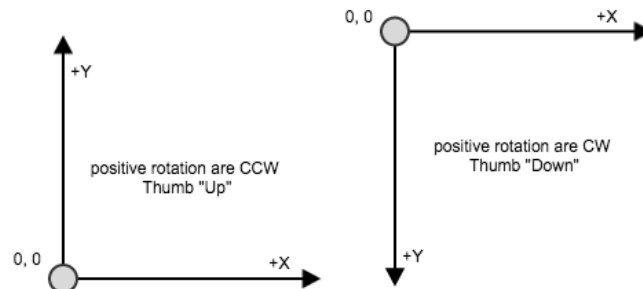 +Y
positive rotation are CCW
Thumb "Up"
0, 0
+X
0, 0
+X
positive rotation are CW
Thumb "Down"
+Y